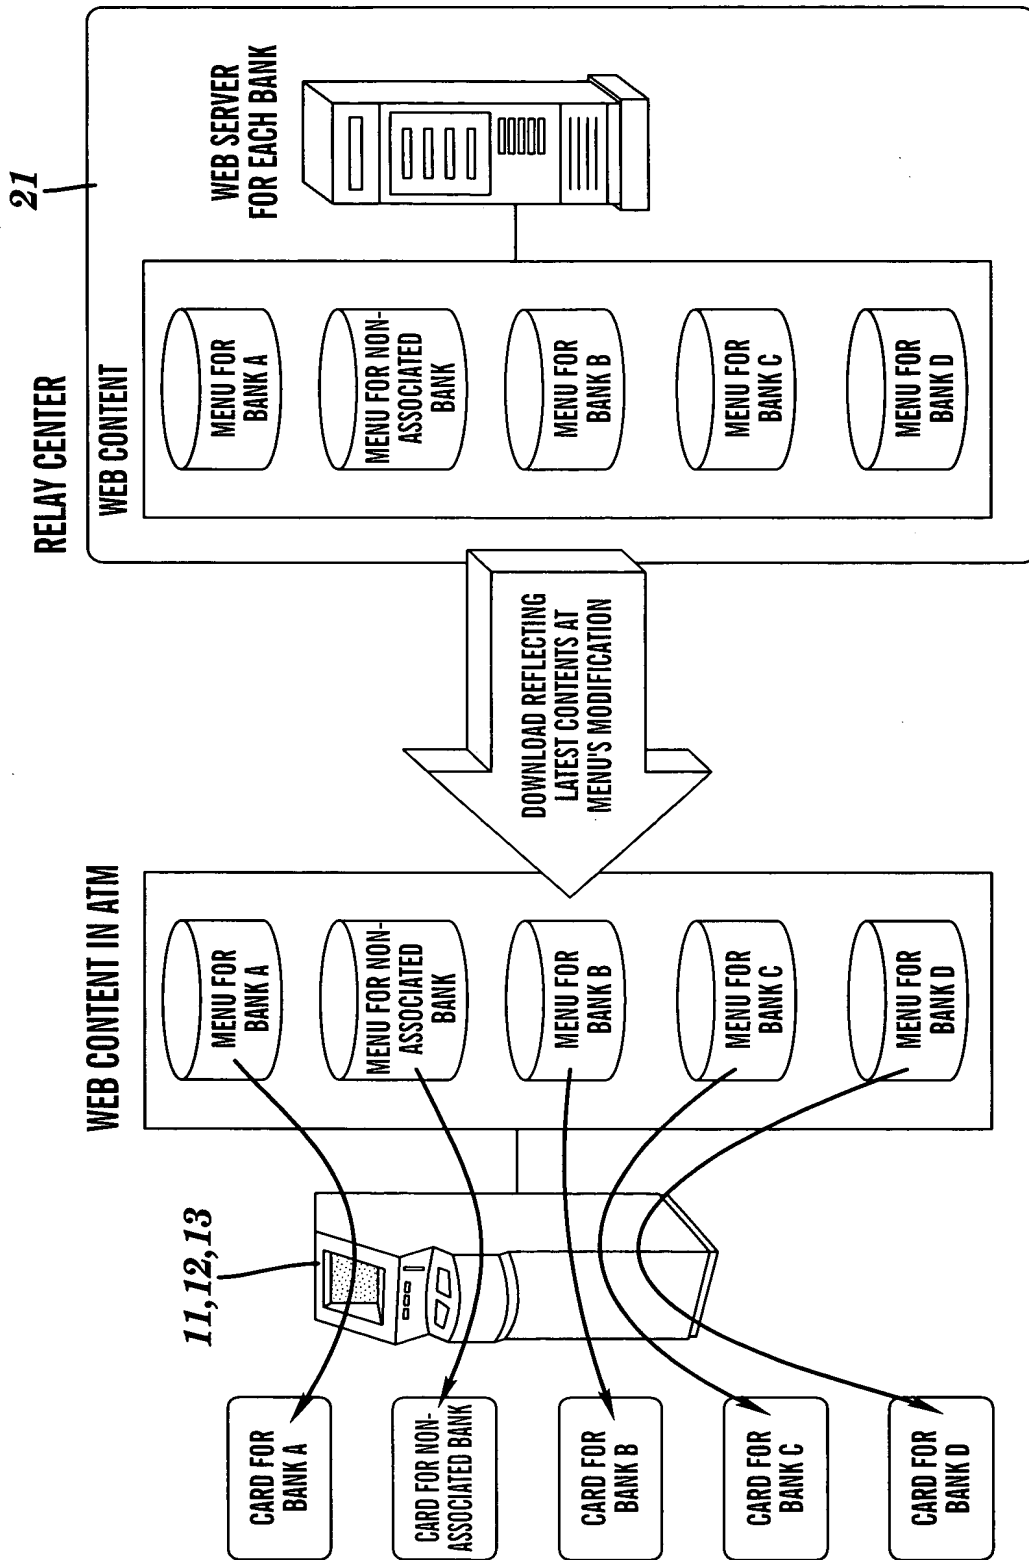 11,12,13
CARD FOR
BANK A
CARD FOR NON-
ASSOCIATED BANK
CARD FOR
BANK B
CARD FOR
BANK C
CARD FOR
BANK D
WEB CONTENT IN ATM
MENU FOR
BANK A
MENU FOR NON-
ASSOCIATED
BANK
MENU FOR
BANK B
MENU FOR
BANK C
MENU FOR
BANK D
DOWNLOAD REFLECTING
LATEST CONTENTS AT
MENU'S MODIFICATION
RELAY CENTER
21
WEB CONTENT
MENU FOR
BANK A
MENU FOR NON-
ASSOCIATED
BANK
MENU FOR
BANK B
MENU FOR
BANK C
MENU FOR
BANK D
WEB SERVER
FOR EACH BANK